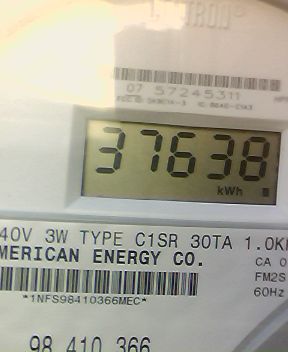 TRON®
07 57245311
37638
kWh
40V 3W TYPE C1SR 30TA 1.0K
MERICAN ENERGY CO.
CA 0
FM2S
60Hz
*1NFS98410366MEC*
98 410 366